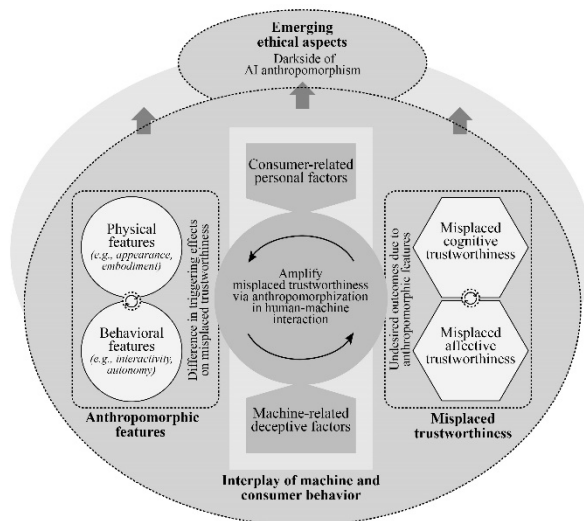 Emerging
ethical aspects
Darkside of
AI anthropomorphism
Consumer-related
personal factors
Physical
features
(e.g., appearance,
embodiment)
Behavioral
features
(e.g., interactivity,
autonomy)
Difference in triggering effects
on misplaced trustworthiness
Anthropomorphic
features
Amplify
misplaced trustworthiness
via anthropomorphization
in human-machine
interaction
Machine-related
deceptive factors
Interplay of machine and
consumer behavior
Undesired outcomes due to
anthropomorphic features
Misplaced
cognitive
trustworthiness
Misplaced
affective
trustworthiness
Misplaced
trustworthiness